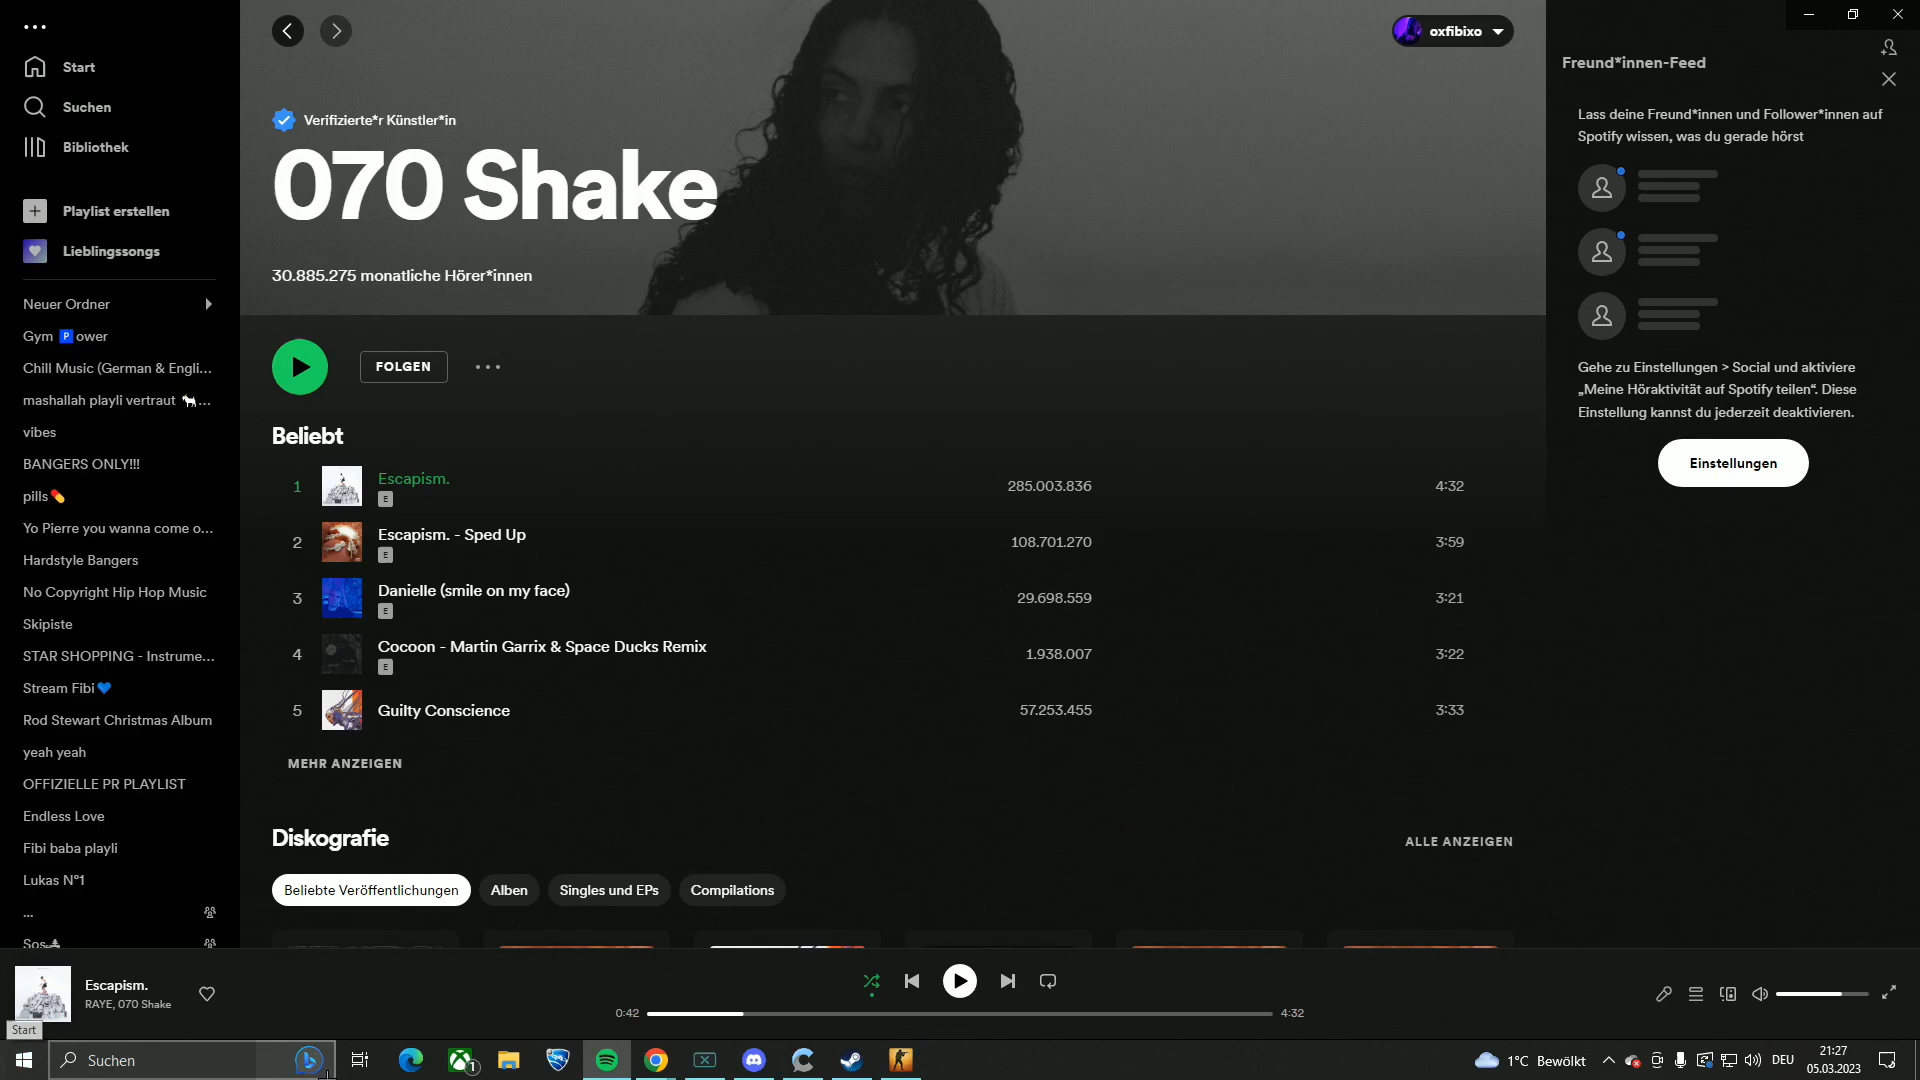 Start
Suchen
Bibliothek
Playlist erstellen
Lieblingssongs
Neuer Ordner
Gym 🅿️ower
Chill Music (German & Engli...
mashallah playli vertraut 🐐...
vibes
BANGERS ONLY!!!
pills💊
Yo Pierre you wanna come o...
Hardstyle Bangers
No Copyright Hip Hop Music
Skipiste
STAR SHOPPING - Instrume...
Stream Fibi💙
Rod Stewart Christmas Album
yeah yeah
OFFIZIELLE PR PLAYLIST
Endless Love
Fibi baba playli
Lukas N°1
...
Sos
oxfibixo
Verifizierte*r Künstler*in
070 Shake
30.885.275 monatliche Hörer*innen
FOLGEN
Beliebt
1 Escapism. 285.003.836 4:32
E
2 Escapism. - Sped Up 108.701.270 3:59
E
3 Danielle (smile on my face) 29.698.559 3:21
E
4 Cocoon - Martin Garrix & Space Ducks Remix 1.938.007 3:22
E
5 Guilty Conscience 57.253.455 3:33
MEHR ANZEIGEN
Diskografie
ALLE ANZEIGEN
Beliebte Veröffentlichungen Alben Singles und EPs Compilations
Freund*innen-Feed
Lass deine Freund*innen und Follower*innen auf
Spotify wissen, was du gerade hörst
Gehe zu Einstellungen > Social und aktiviere
„Meine Höraktivität auf Spotify teilen“. Diese
Einstellung kannst du jederzeit deaktivieren.
Einstellungen
Escapism.
RAYE, 070 Shake
0:42
4:32
Start
Suchen
1
1°C Bewölkt
DEU
21:27
05.03.2023